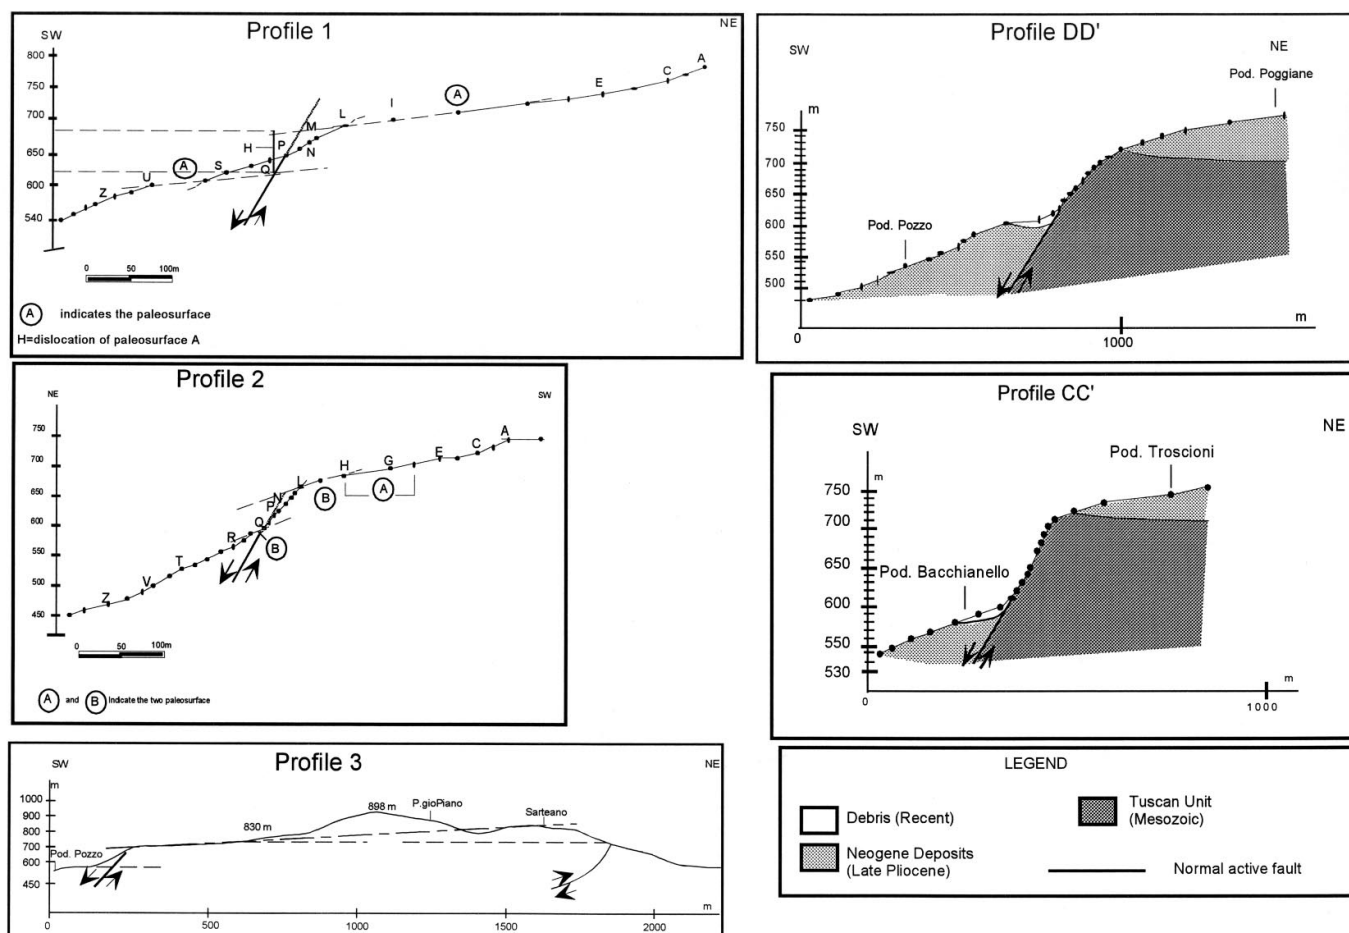 Profile 1
SW
NE
800
750
700
650
600
540
A
C
E
A
I
L
M
H
P
N
Q
A
S
U
Z
0 50 100m
A indicates the paleosurface
H=dislocation of paleosurface A
Profile DD'
SW
NE
Pod. Poggiane
m
750
700
650
600
550
500
Pod. Pozzo
m
0
1000
Profile 2
NE
SW
750
700
650
600
550
500
450
A
C
E
G
H
A
B
L
N
P
Q
B
R
T
V
Z
0 50 100m
A and B Indicate the two paleosurface
Profile CC'
SW
NE
m
Pod. Troscioni
750
700
650
600
550
530
Pod. Bacchianello
m
0
1000
Profile 3
SW
NE
m
1000
900
800
700
600
450
898 m
P.gioPiano
Sarteano
830 m
Pod. Pozzo
m
0 500 1000 1500 2000
LEGEND
Debris (Recent)
Tuscan Unit
(Mesozoic)
Neogene Deposits
(Late Pliocene)
Normal active fault